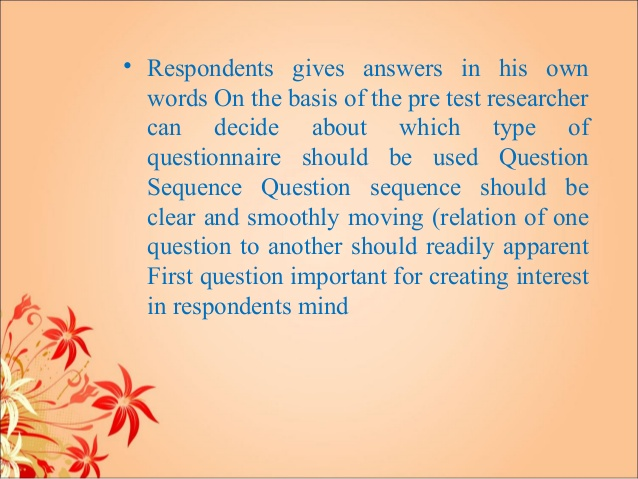 • Respondents gives answers in his own
words On the basis of the pre test researcher
can decide about which type of
questionnaire should be used Question
Sequence Question sequence should be
clear and smoothly moving (relation of one
question to another should readily apparent
First question important for creating interest
in respondents mind